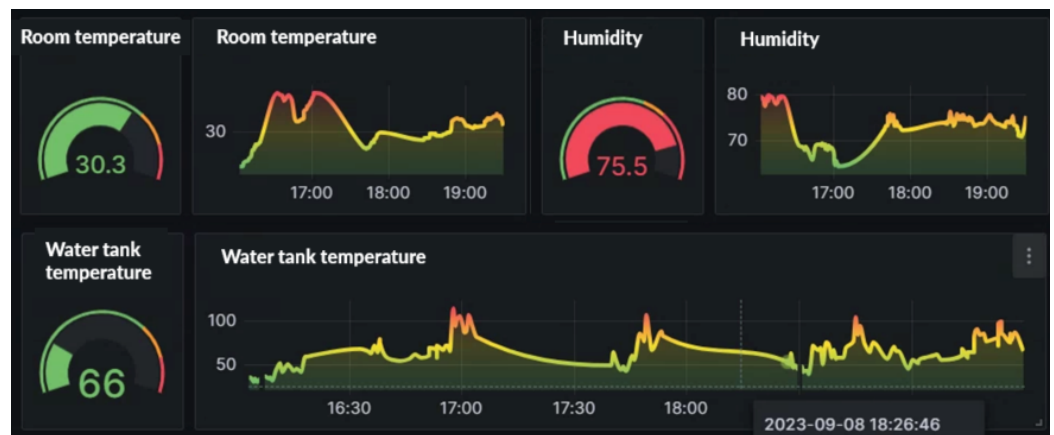 Room temperature
30.3
Room temperature
30
17:00 18:00 19:00
Humidity
75.5
Humidity
80
70
17:00 18:00 19:00
Water tank
temperature
66
Water tank temperature
100
50
16:30 17:00 17:30 18:00
2023-09-08 18:26:46